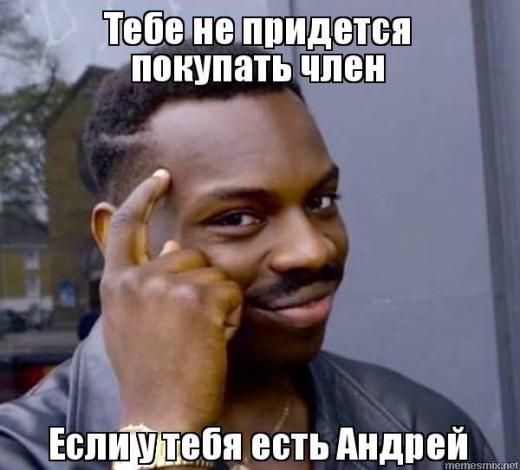 Тебе не придется
покупать член
Если у тебя есть Андрей
memesmix.net